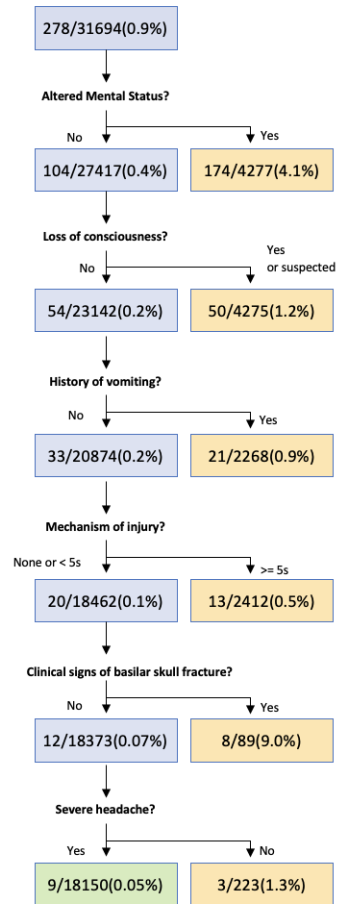 278/31694(0.9%)
Altered Mental Status?
No
Yes
104/27417(0.4%)
174/4277(4.1%)
Loss of consciousness?
No
Yes
or suspected
54/23142(0.2%)
50/4275(1.2%)
History of vomiting?
No
Yes
33/20874(0.2%)
21/2268(0.9%)
Mechanism of injury?
None or < 5s
>= 5s
20/18462(0.1%)
13/2412(0.5%)
Clinical signs of basilar skull fracture?
No
Yes
12/18373(0.07%)
8/89(9.0%)
Severe headache?
Yes
No
9/18150(0.05%)
3/223(1.3%)